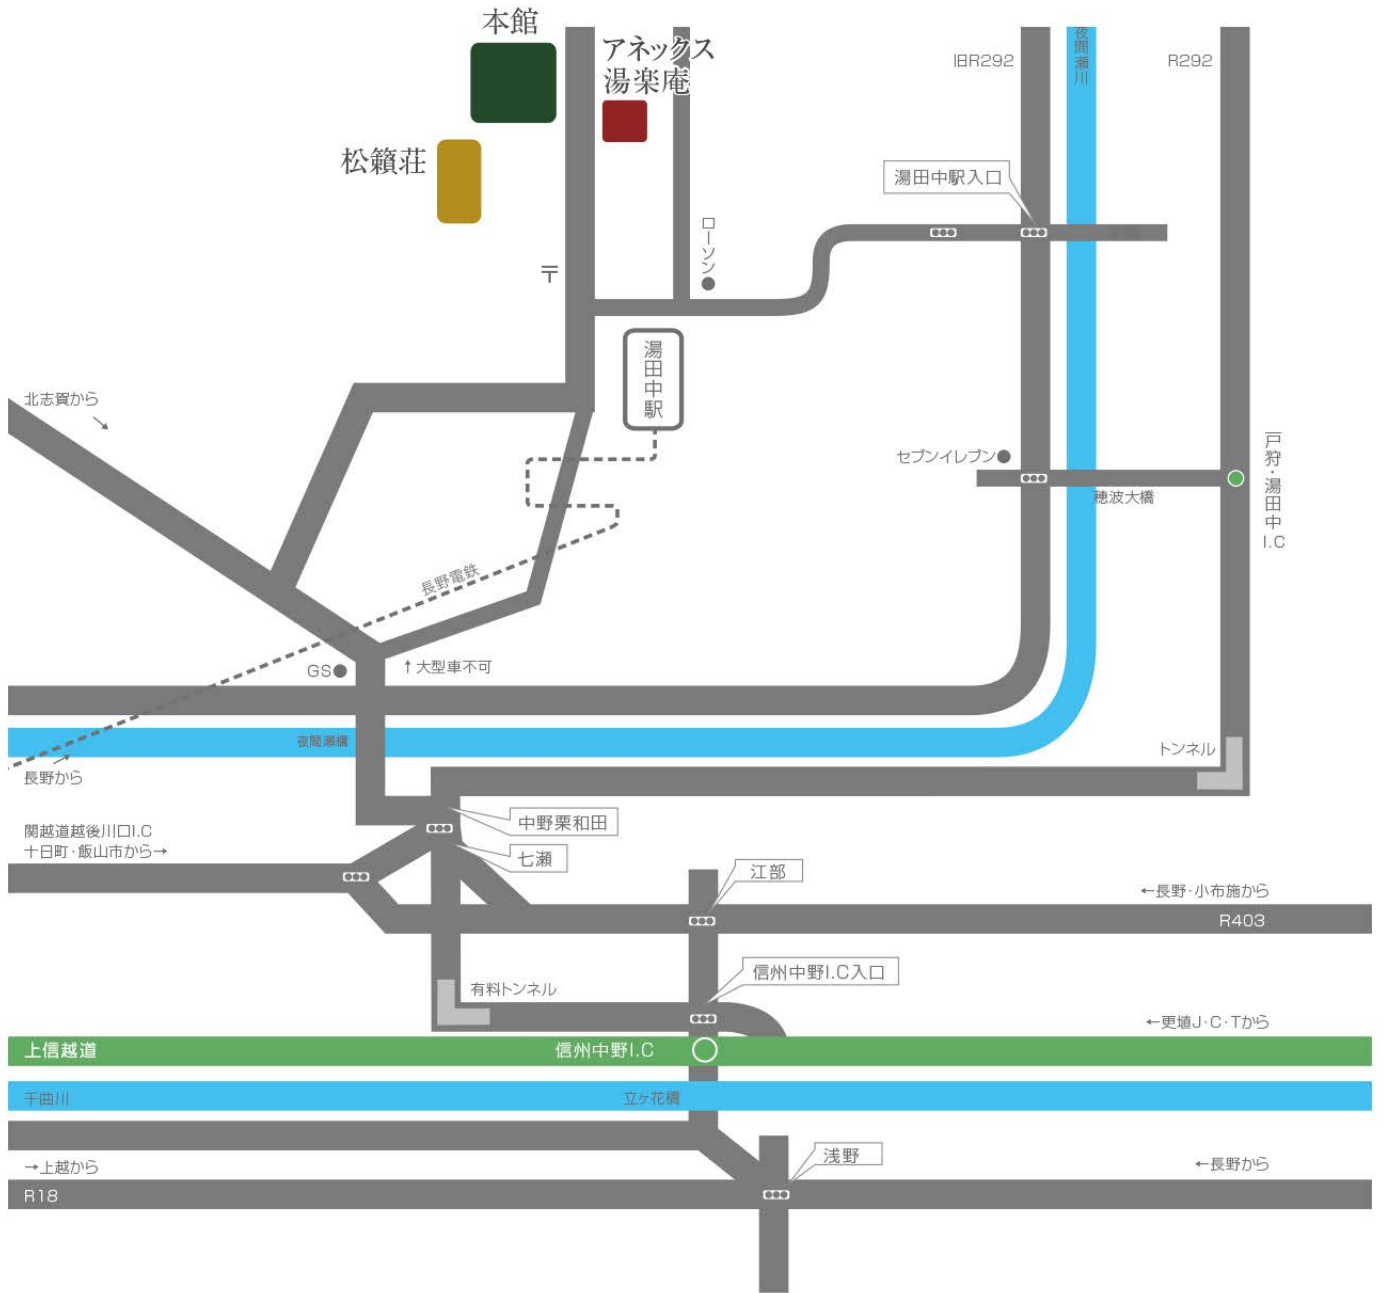 本館
アネックス
湯楽庵
松籟荘
旧R292
夜間瀬川
R292
湯田中駅入口
ローソン
〒
湯田中駅
北志賀から
↘
セブンイレブン
穂波大橋
戸狩・湯田中I.C
長野電鉄
GS
↑大型車不可
夜間瀬橋
長野から
トンネル
関越道越後川口I.C
十日町・飯山市から→
中野栗和田
七瀬
江部
←長野・小布施から
R403
信州中野I.C入口
有料トンネル
←更埴J・C・Tから
上信越道
信州中野I.C
千曲川
立ヶ花橋
→上越から
浅野
←長野から
R18